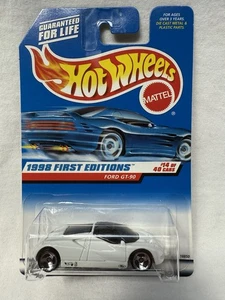 GUARANTEED
FOR LIFE
FOR AGES
OVER 3 YEARS
DIE CAST METAL &
PLASTIC PARTS
Hot Wheels
MATTEL
1998 FIRST EDITIONS
FORD GT-90
#14 OF
40 CARS